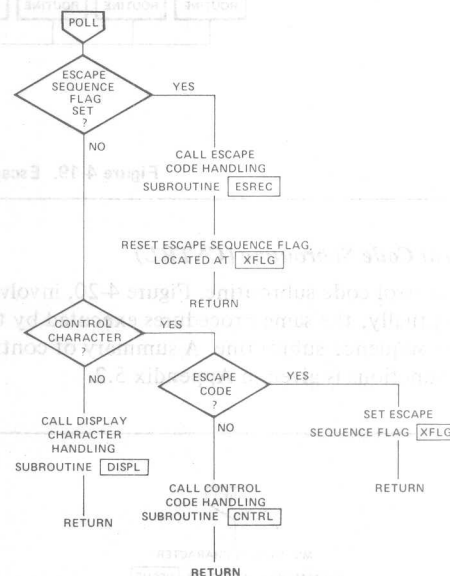 POLL
ESCAPE
SEQUENCE
FLAG
SET
?
YES
NO
CALL ESCAPE
CODE HANDLING
SUBROUTINE ESREC
RESET ESCAPE SEQUENCE FLAG,
LOCATED AT XFLG
RETURN
CONTROL
CHARACTER
?
YES
NO
ESCAPE
CODE
?
YES
NO
SET ESCAPE
SEQUENCE FLAG XFLG
RETURN
CALL DISPLAY
CHARACTER
HANDLING
SUBROUTINE DISPL
RETURN
CALL CONTROL
CODE HANDLING
SUBROUTINE CNTRL
RETURN